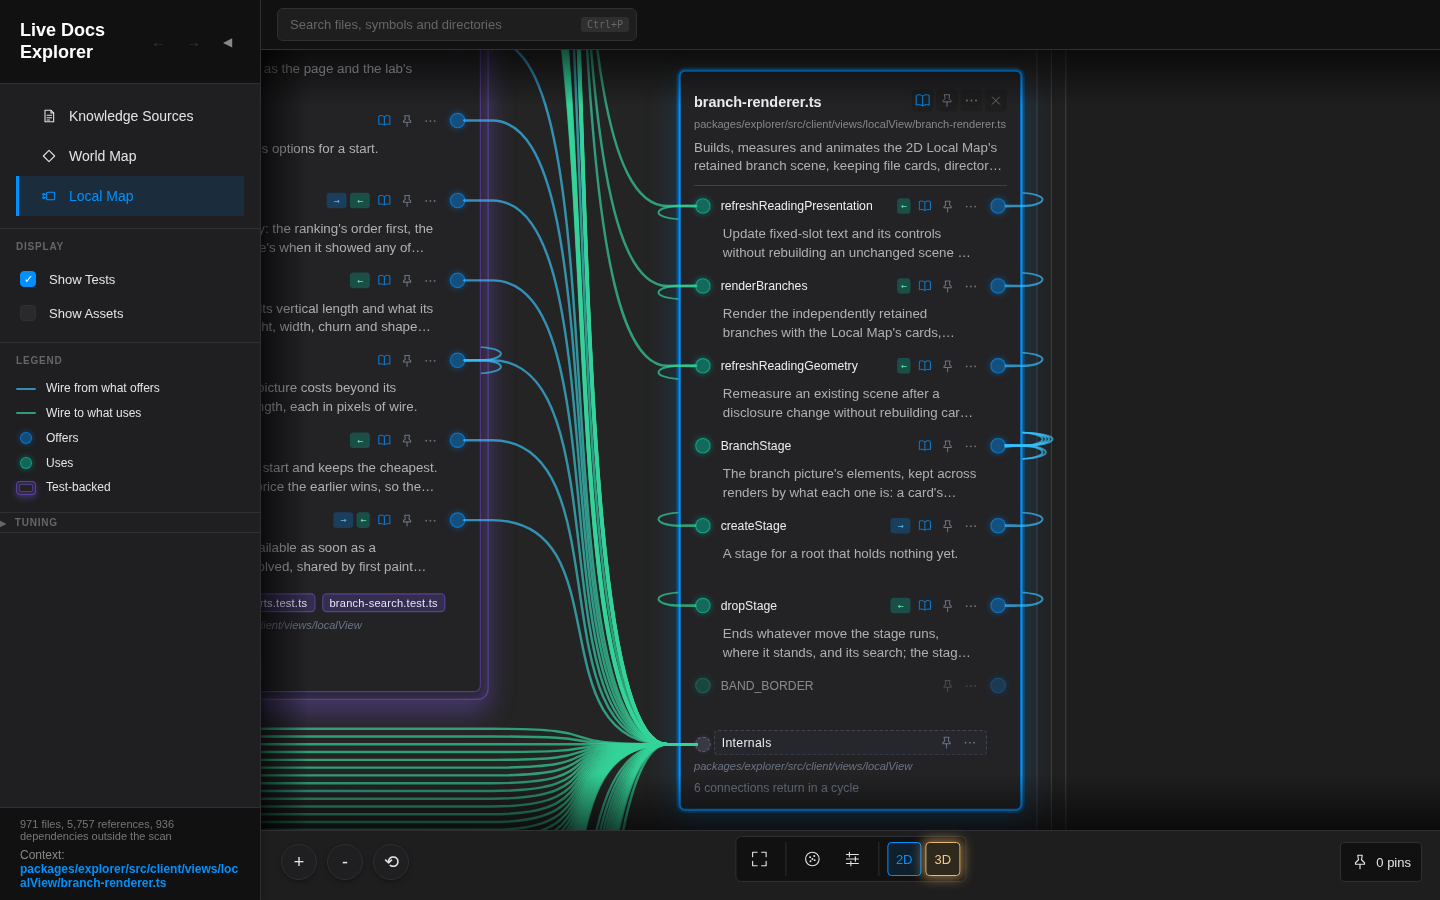 Live Docs
Explorer
Search files, symbols and directories
Ctrl+P
Knowledge Sources
World Map
Local Map
DISPLAY
Show Tests
Show Assets
LEGEND
Wire from what offers
Wire to what uses
Offers
Uses
Test-backed
TUNING
971 files, 5,757 references, 936
dependencies outside the scan
Context:
packages/explorer/src/client/views/loc
alView/branch-renderer.ts
as the page and the lab's
s options for a start.
y: the ranking's order first, the
e's when it showed any of…
its vertical length and what its
ht, width, churn and shape…
picture costs beyond its
ngth, each in pixels of wire.
start and keeps the cheapest.
price the earlier wins, so the…
ailable as soon as a
olved, shared by first paint…
rts.test.ts
branch-search.test.ts
lient/views/localView
branch-renderer.ts
packages/explorer/src/client/views/localView/branch-renderer.ts
Builds, measures and animates the 2D Local Map's
retained branch scene, keeping file cards, director…
refreshReadingPresentation
Update fixed-slot text and its controls
without rebuilding an unchanged scene …
renderBranches
Render the independently retained
branches with the Local Map's cards,…
refreshReadingGeometry
Remeasure an existing scene after a
disclosure change without rebuilding car…
BranchStage
The branch picture's elements, kept across
renders by what each one is: a card's…
createStage
A stage for a root that holds nothing yet.
dropStage
Ends whatever move the stage runs,
where it stands, and its search; the stag…
BAND_BORDER
Internals
packages/explorer/src/client/views/localView
6 connections return in a cycle
+
-
2D
3D
0 pins